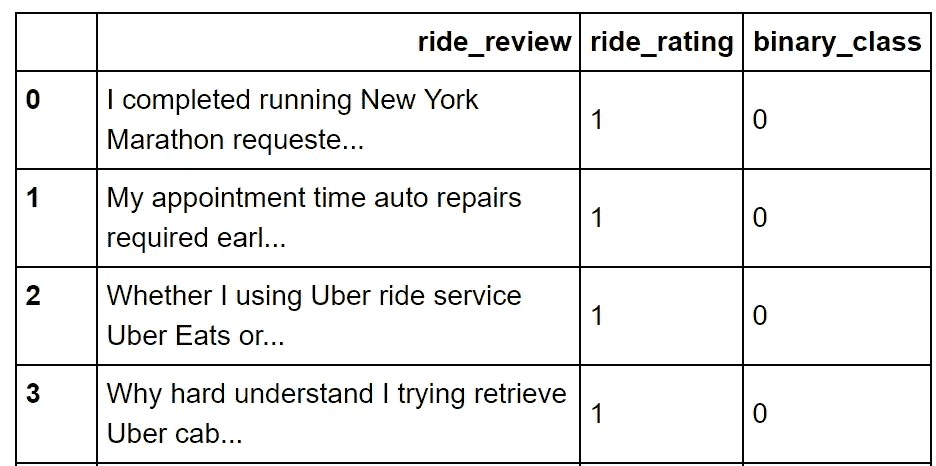 ride_review ride_rating binary_class
0 I completed running New York
Marathon requeste... 1 0
1 My appointment time auto repairs
required earl... 1 0
2 Whether I using Uber ride service
Uber Eats or... 1 0
3 Why hard understand I trying retrieve
Uber cab... 1 0